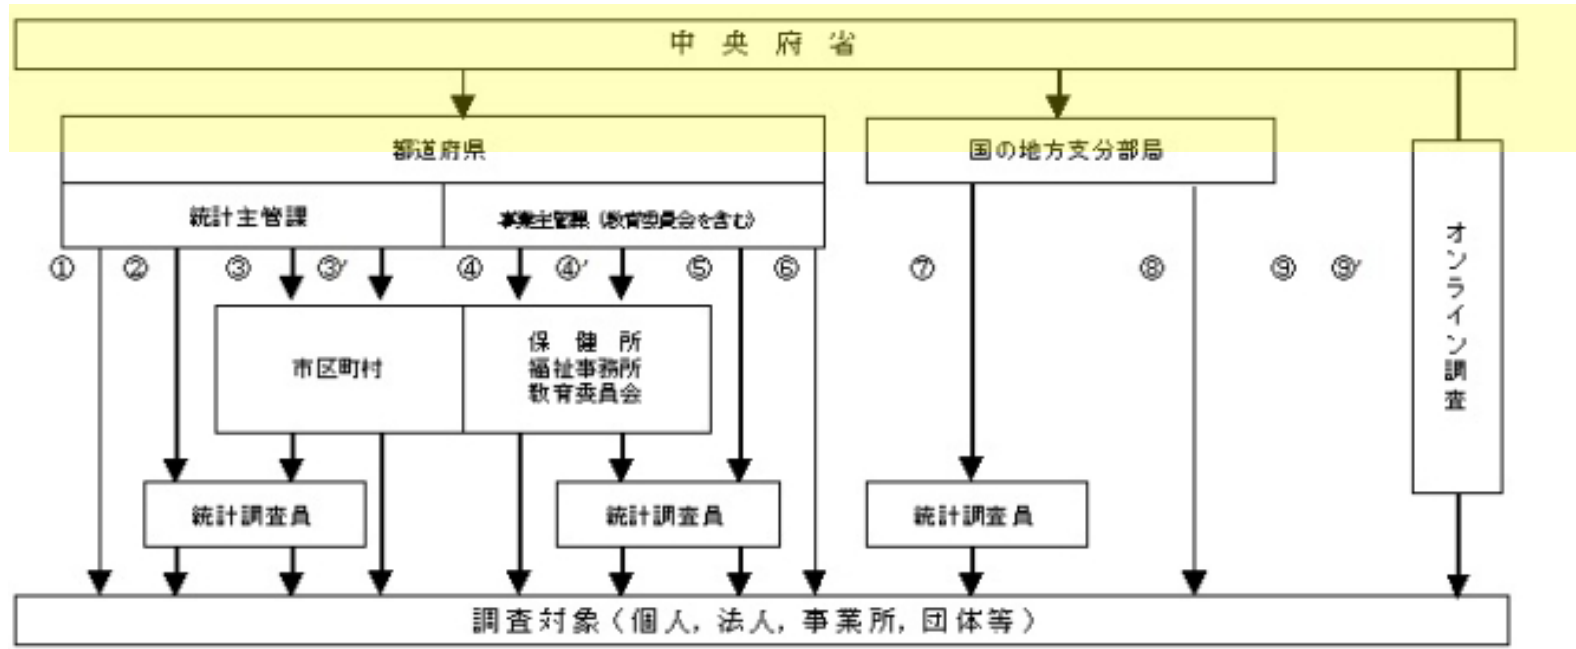 中央府省
都道府県
国の地方支分部局
統計主管課
事業主管課（教育委員会を含む）
オンライン調査
① ② ③ ③′ ④ ④′ ⑤ ⑥ ⑦ ⑧ ⑨ ⑨′
市区町村
保健所
福祉事務所
教育委員会
統計調査員
統計調査員
統計調査員
調査対象（個人，法人，事業所，団体等）